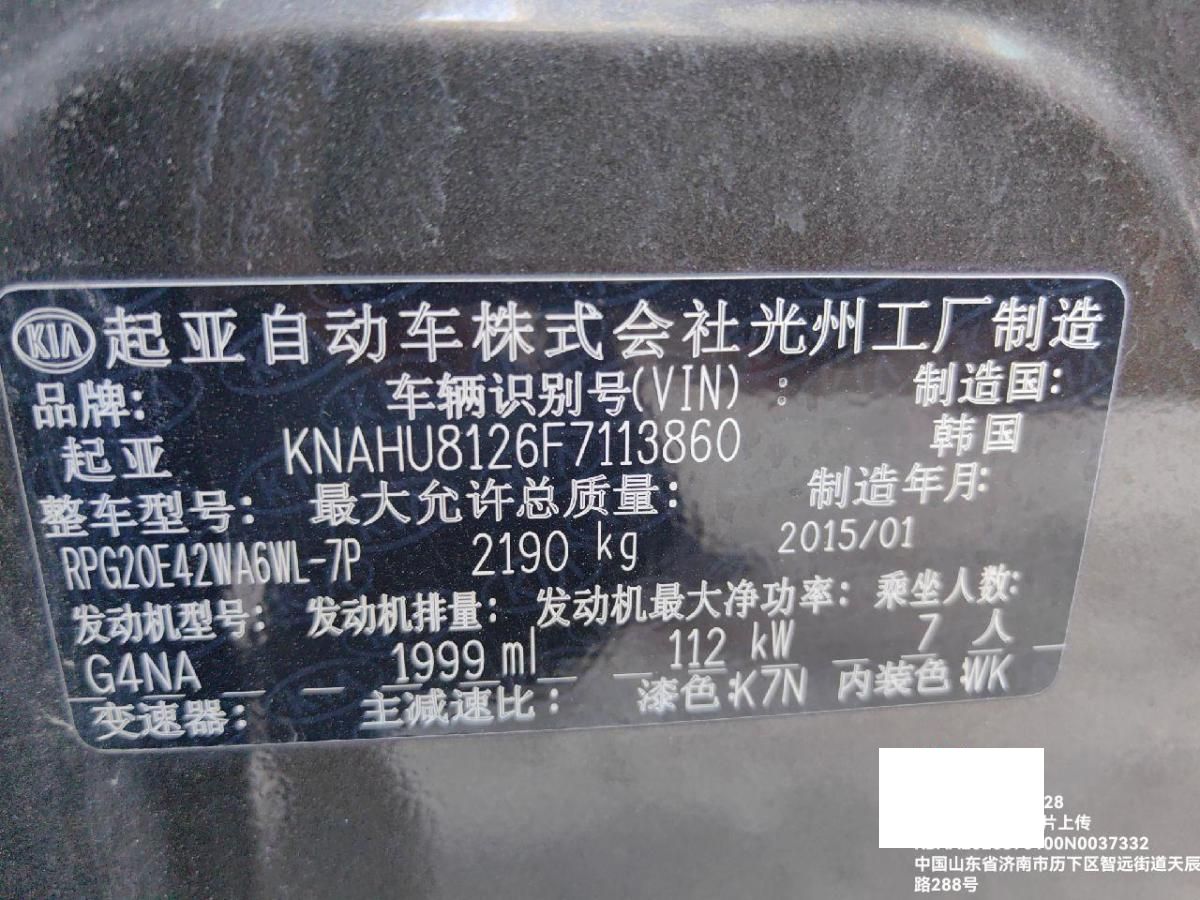 KIA 起亚自动车株式会社光州工厂制造
品牌: 车辆识别号(VIN): 制造国:
起亚 KNAHU8126F7113860 韩国
整车型号: 最大允许总质量: 制造年月:
RPG20E42WA6WL-7P 2190 kg 2015/01
发动机型号: 发动机排量: 发动机最大净功率: 乘坐人数:
G4NA 1999 ml 112 kW 7 人
变速器: 主减速比: 漆色:K7N 内装色:WK
28
片上传
00N0037332
中国山东省济南市历下区智远街道天辰
路288号